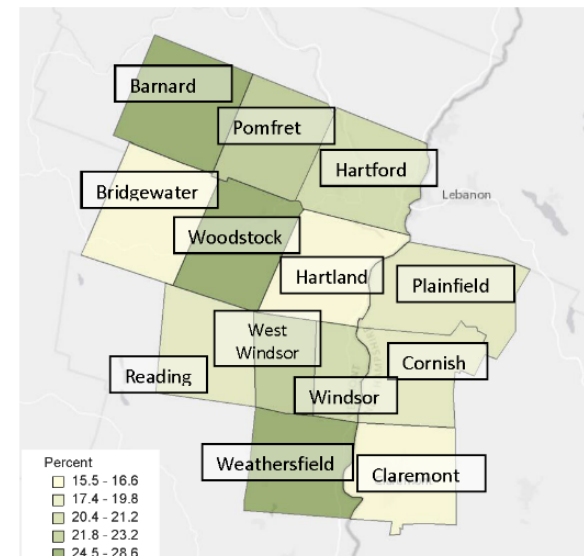 Barnard
Pomfret
Hartford
Lebanon
Bridgewater
Woodstock
Hartland
Plainfield
West
Windsor
Cornish
Reading
Windsor
Weathersfield
Claremont
Percent
15.5 - 16.6
17.4 - 19.8
20.4 - 21.2
21.8 - 23.2
24.5 - 28.6